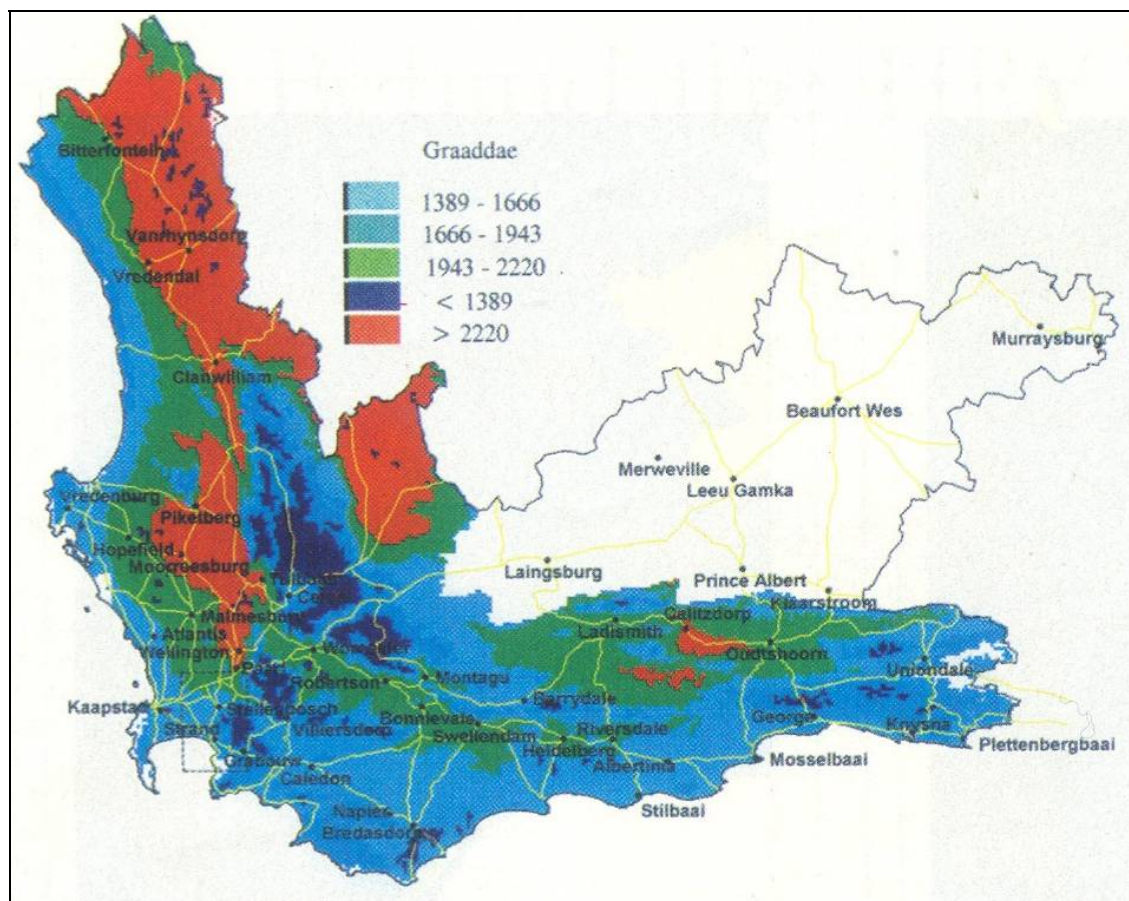 Graaddae
1389 - 1666
1666 - 1943
1943 - 2220
< 1389
> 2220
Bitterfontein
Vanrhynsdorp
Vredendal
Clanwilliam
Murraysburg
Beaufort Wes
Merweville
Leeu Gamka
Vredenburg
Piketberg
Hopefield
Moorreesburg
Laingsburg
Prince Albert
Klaarstroom
Tulbagh
Ceres
Malmesbury
Calitzdorp
Ladismith
Atlantis
Wellington
Worcester
Oudtshoorn
Paarl
Uniondale
Robertson
Montagu
Kaapstad
Stellenbosch
Barrydale
Bonnievale
George
Knysna
Strand
Villiersdorp
Swellendam
Riversdale
Heidelberg
Plettenbergbaai
Grabouw
Albertinia
Mosselbaai
Caledon
Stilbaai
Napier
Bredasdorp